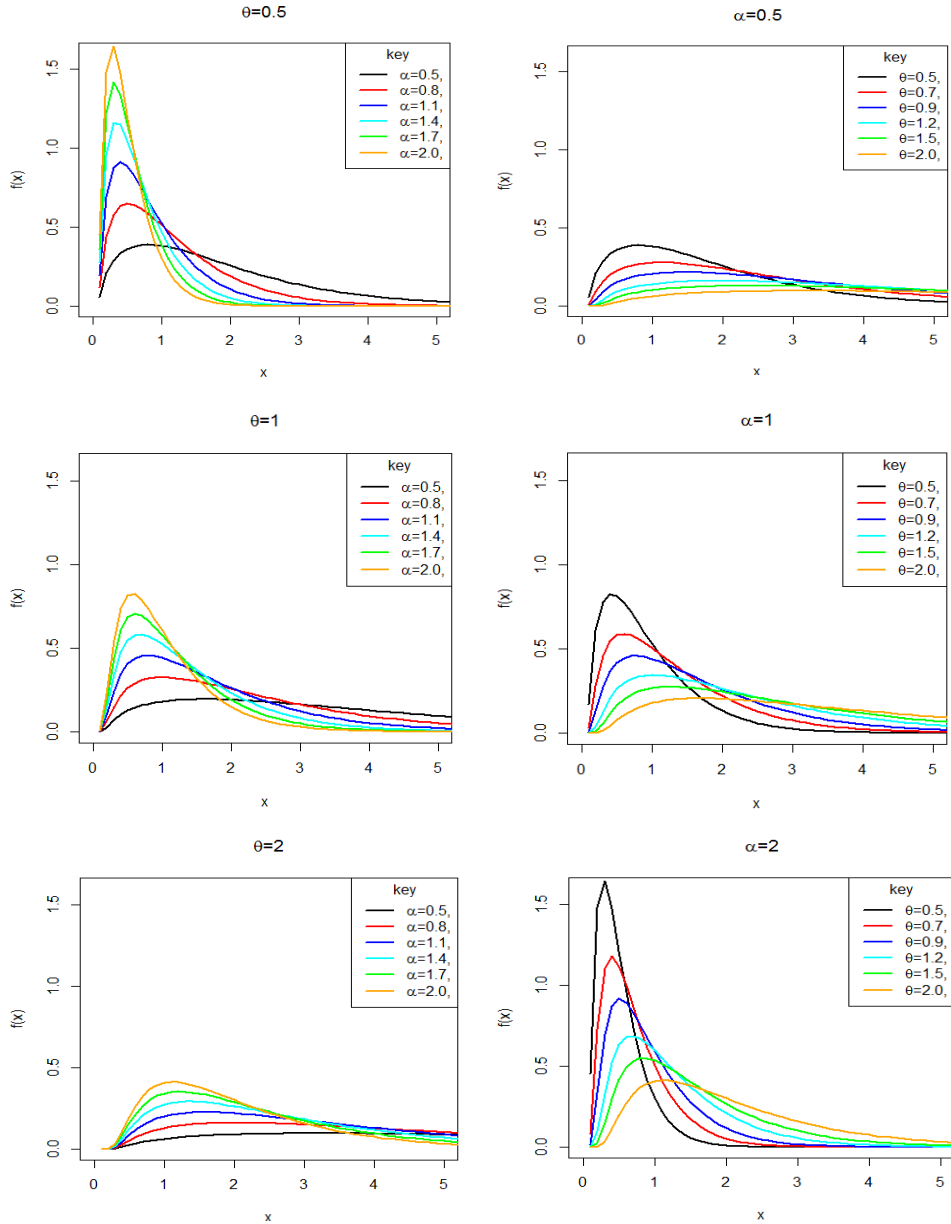 θ=0.5
f(x)
0.0 0.5 1.0 1.5
key
α=0.5,
α=0.8,
α=1.1,
α=1.4,
α=1.7,
α=2.0,
0 1 2 3 4 5
x
α=0.5
f(x)
0.0 0.5 1.0 1.5
key
θ=0.5,
θ=0.7,
θ=0.9,
θ=1.2,
θ=1.5,
θ=2.0,
0 1 2 3 4 5
x
θ=1
f(x)
0.0 0.5 1.0 1.5
key
α=0.5,
α=0.8,
α=1.1,
α=1.4,
α=1.7,
α=2.0,
0 1 2 3 4 5
x
α=1
f(x)
0.0 0.5 1.0 1.5
key
θ=0.5,
θ=0.7,
θ=0.9,
θ=1.2,
θ=1.5,
θ=2.0,
0 1 2 3 4 5
x
θ=2
f(x)
0.0 0.5 1.0 1.5
key
α=0.5,
α=0.8,
α=1.1,
α=1.4,
α=1.7,
α=2.0,
0 1 2 3 4 5
x
α=2
f(x)
0.0 0.5 1.0 1.5
key
θ=0.5,
θ=0.7,
θ=0.9,
θ=1.2,
θ=1.5,
θ=2.0,
0 1 2 3 4 5
x